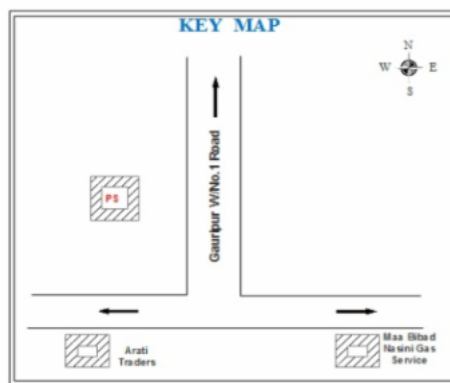 KEY MAP
N
W E
S
Gauripur W/No.1 Road
PS
Arati
Traders
Maa Bibad
Nasini Gas
Service